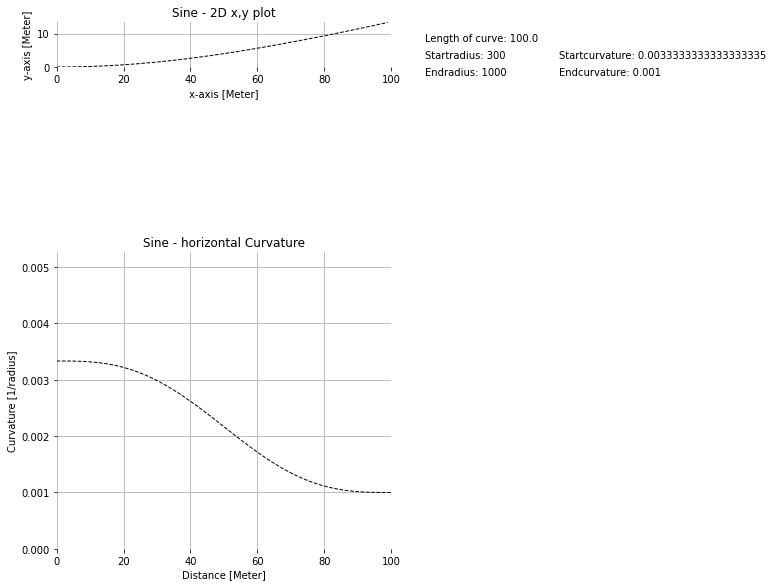 Sine - 2D x,y plot
10
0
y-axis [Meter]
0 20 40 60 80 100
x-axis [Meter]
Length of curve: 100.0
Startradius: 300 Startcurvature: 0.0033333333333333335
Endradius: 1000 Endcurvature: 0.001
Sine - horizontal Curvature
0.005
0.004
0.003
0.002
0.001
0.000
Curvature [1/radius]
0 20 40 60 80 100
Distance [Meter]